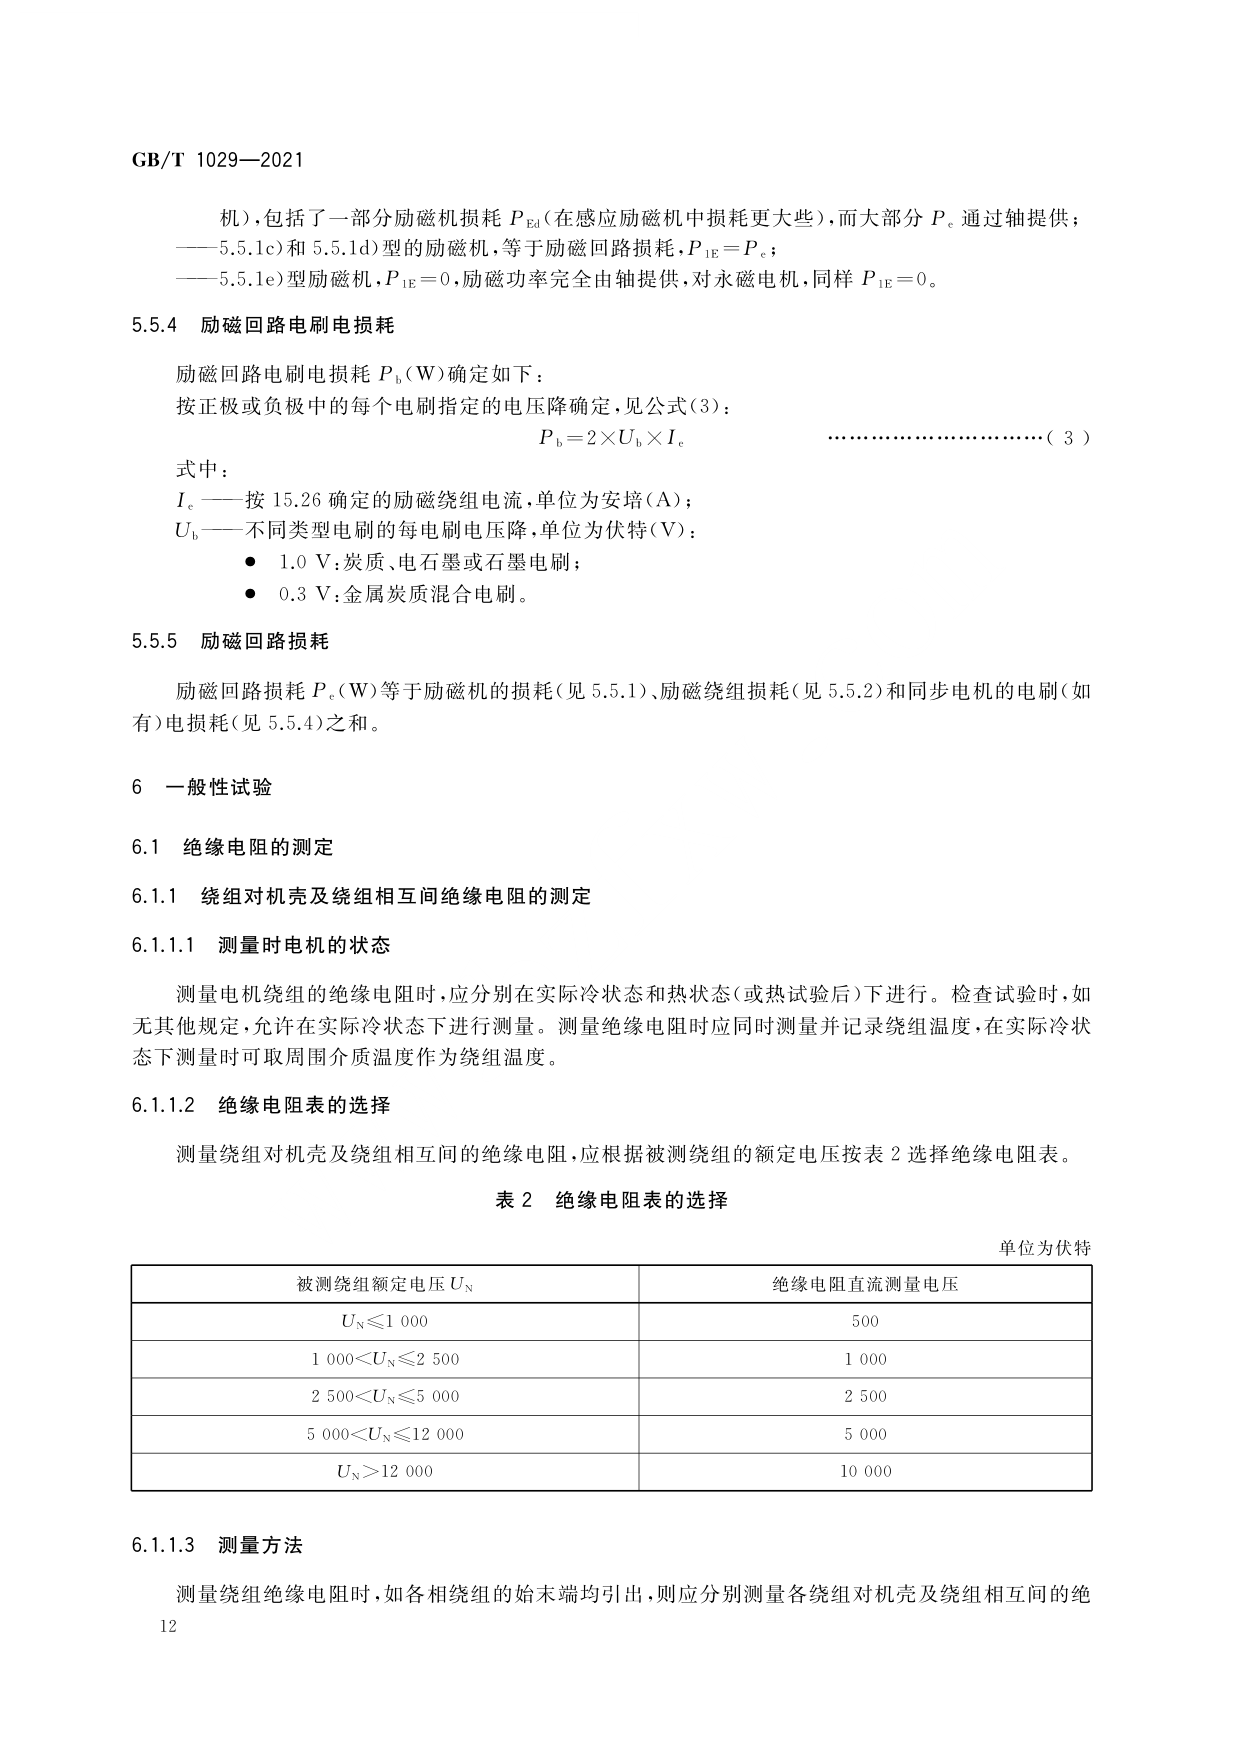 GB/T 1029—2021
机),包括了一部分励磁机损耗 PEd(在感应励磁机中损耗更大些),而大部分 Pe 通过轴提供;
——5.5.1c)和 5.5.1d)型的励磁机,等于励磁回路损耗,P1E=Pe;
——5.5.1e)型励磁机,P1E=0,励磁功率完全由轴提供,对永磁电机,同样 P1E=0。
5.5.4 励磁回路电刷电损耗
励磁回路电刷电损耗 Pb(W)确定如下:
按正极或负极中的每个电刷指定的电压降确定,见公式(3):
Pb=2×Ub×Ie …………………………( 3 )
式中:
Ie ——按 15.26 确定的励磁绕组电流,单位为安培(A);
Ub——不同类型电刷的每电刷电压降,单位为伏特(V):
● 1.0 V:炭质、电石墨或石墨电刷;
● 0.3 V:金属炭质混合电刷。
5.5.5 励磁回路损耗
励磁回路损耗 Pe(W)等于励磁机的损耗(见 5.5.1)、励磁绕组损耗(见 5.5.2)和同步电机的电刷(如
有)电损耗(见 5.5.4)之和。
6 一般性试验
6.1 绝缘电阻的测定
6.1.1 绕组对机壳及绕组相互间绝缘电阻的测定
6.1.1.1 测量时电机的状态
测量电机绕组的绝缘电阻时,应分别在实际冷状态和热状态(或热试验后)下进行。检查试验时,如
无其他规定,允许在实际冷状态下进行测量。测量绝缘电阻时应同时测量并记录绕组温度,在实际冷状
态下测量时可取周围介质温度作为绕组温度。
6.1.1.2 绝缘电阻表的选择
测量绕组对机壳及绕组相互间的绝缘电阻,应根据被测绕组的额定电压按表 2 选择绝缘电阻表。
表 2 绝缘电阻表的选择
单位为伏特
被测绕组额定电压 UN 绝缘电阻直流测量电压
UN≤1 000 500
1 000<UN≤2 500 1 000
2 500<UN≤5 000 2 500
5 000<UN≤12 000 5 000
UN>12 000 10 000
6.1.1.3 测量方法
测量绕组绝缘电阻时,如各相绕组的始末端均引出,则应分别测量各绕组对机壳及绕组相互间的绝
12